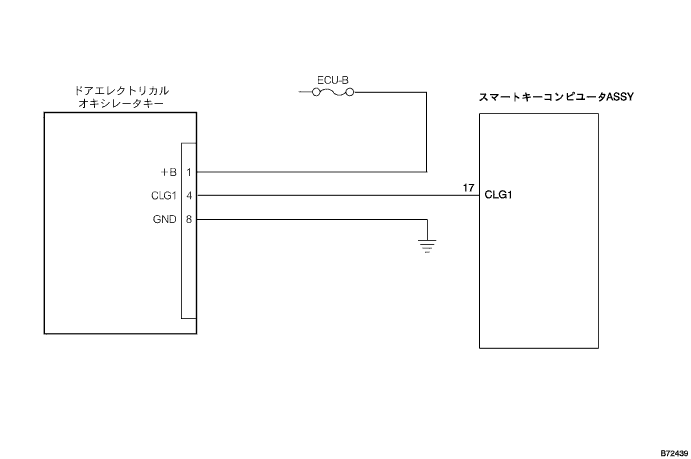 ECU-B
ドアエレクトリカル
オキシレータキー
スマートキーコンピュータASSY
+B 1
CLG1 4
17 CLG1
GND 8
B72439